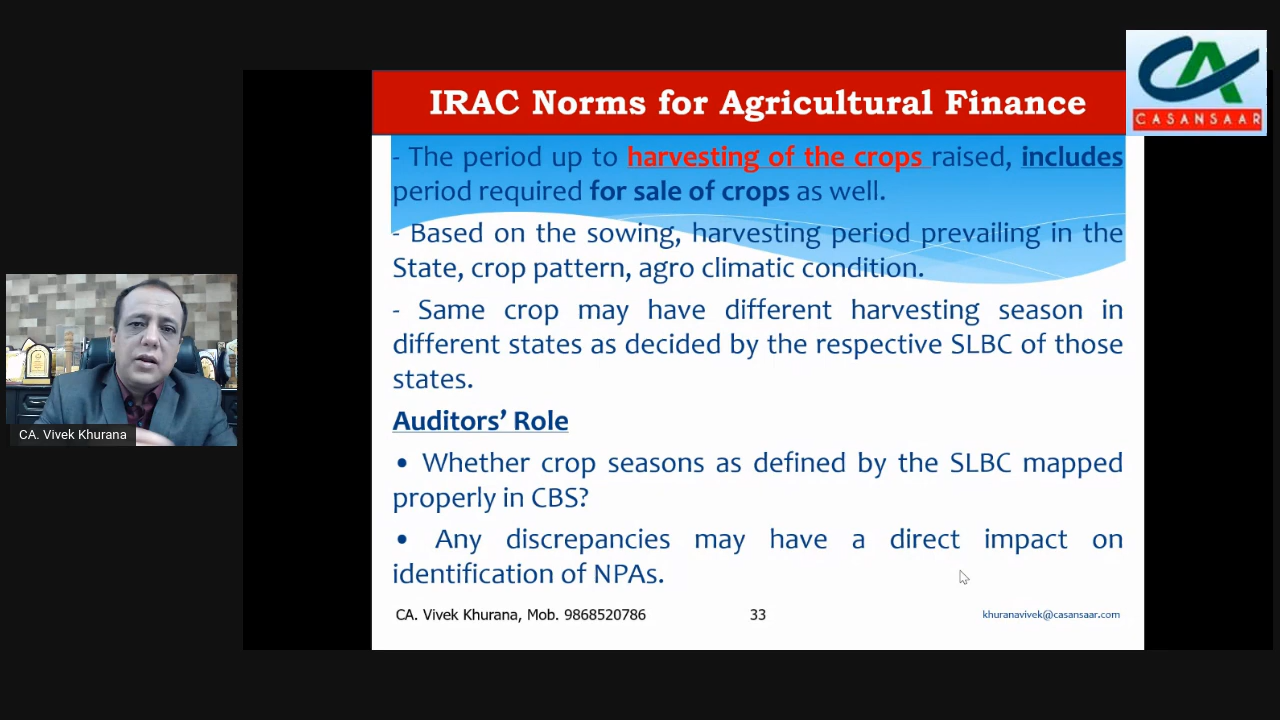 IRAC Norms for Agricultural Finance
CASANSAAR
- The period up to harvesting of the crops raised, includes
period required for sale of crops as well.
- Based on the sowing, harvesting period prevailing in the
State, crop pattern, agro climatic condition.
- Same crop may have different harvesting season in
different states as decided by the respective SLBC of those
states.
Auditors’ Role
• Whether crop seasons as defined by the SLBC mapped
properly in CBS?
• Any discrepancies may have a direct impact on
identification of NPAs.
CA. Vivek Khurana, Mob. 9868520786
33
khuranavivek@casansaar.com
CA. Vivek Khurana